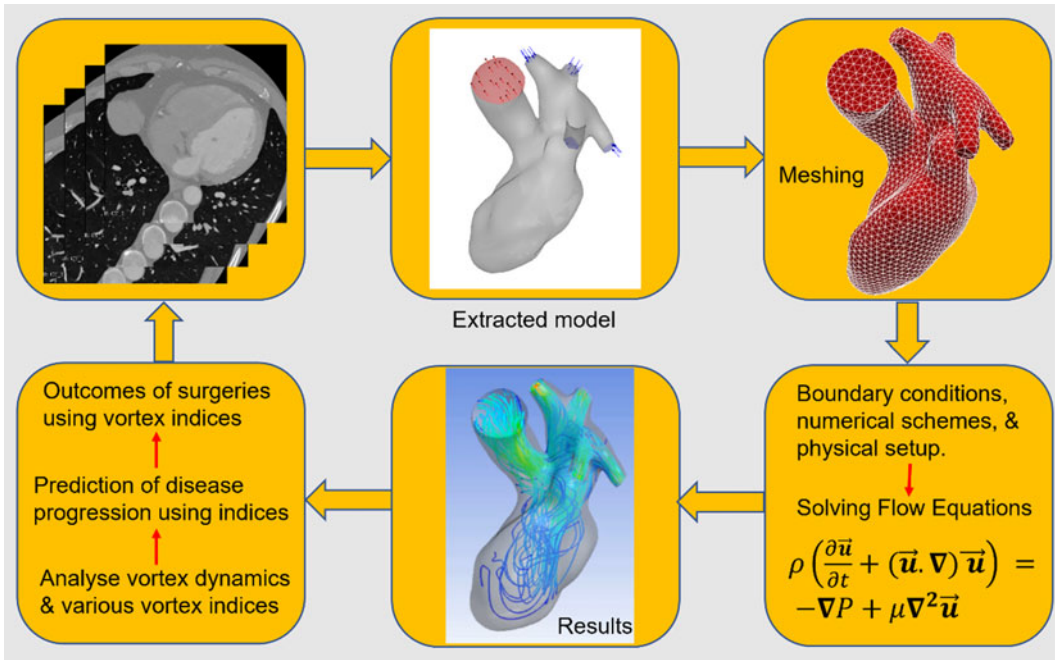 Extracted model
Meshing
Boundary conditions,
numerical schemes, &
physical setup.
Solving Flow Equations
ρ(∂u⃗/∂t + (u⃗.∇) u⃗) =
−∇P + μ∇²u⃗
Results
Outcomes of surgeries
using vortex indices
Prediction of disease
progression using indices
Analyse vortex dynamics
& various vortex indices